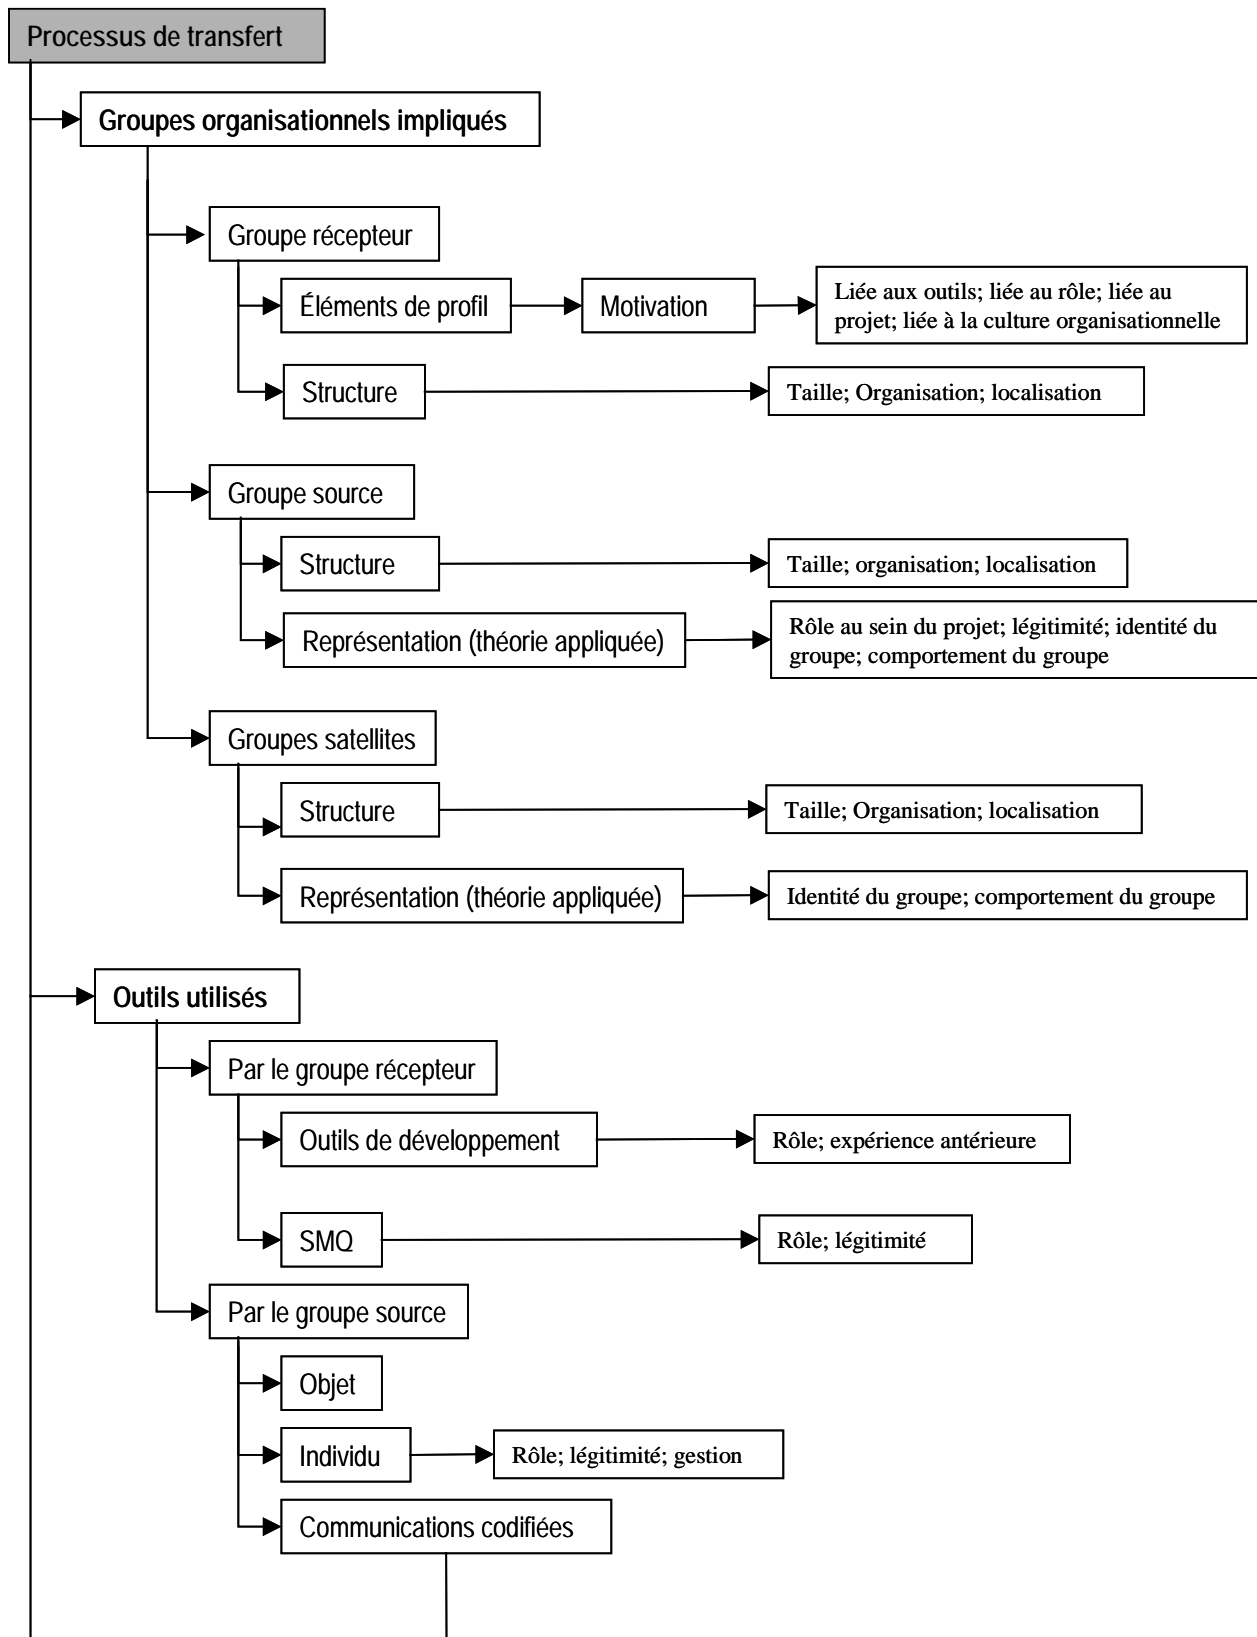 Processus de transfert
Groupes organisationnels impliqués
Groupe récepteur
Éléments de profil
Motivation
Liée aux outils; liée au rôle; liée au
projet; liée à la culture organisationnelle
Structure
Taille; Organisation; localisation
Groupe source
Structure
Taille; organisation; localisation
Représentation (théorie appliquée)
Rôle au sein du projet; légitimité; identité du
groupe; comportement du groupe
Groupes satellites
Structure
Taille; Organisation; localisation
Représentation (théorie appliquée)
Identité du groupe; comportement du groupe
Outils utilisés
Par le groupe récepteur
Outils de développement
Rôle; expérience antérieure
SMQ
Rôle; légitimité
Par le groupe source
Objet
Individu
Rôle; légitimité; gestion
Communications codifiées